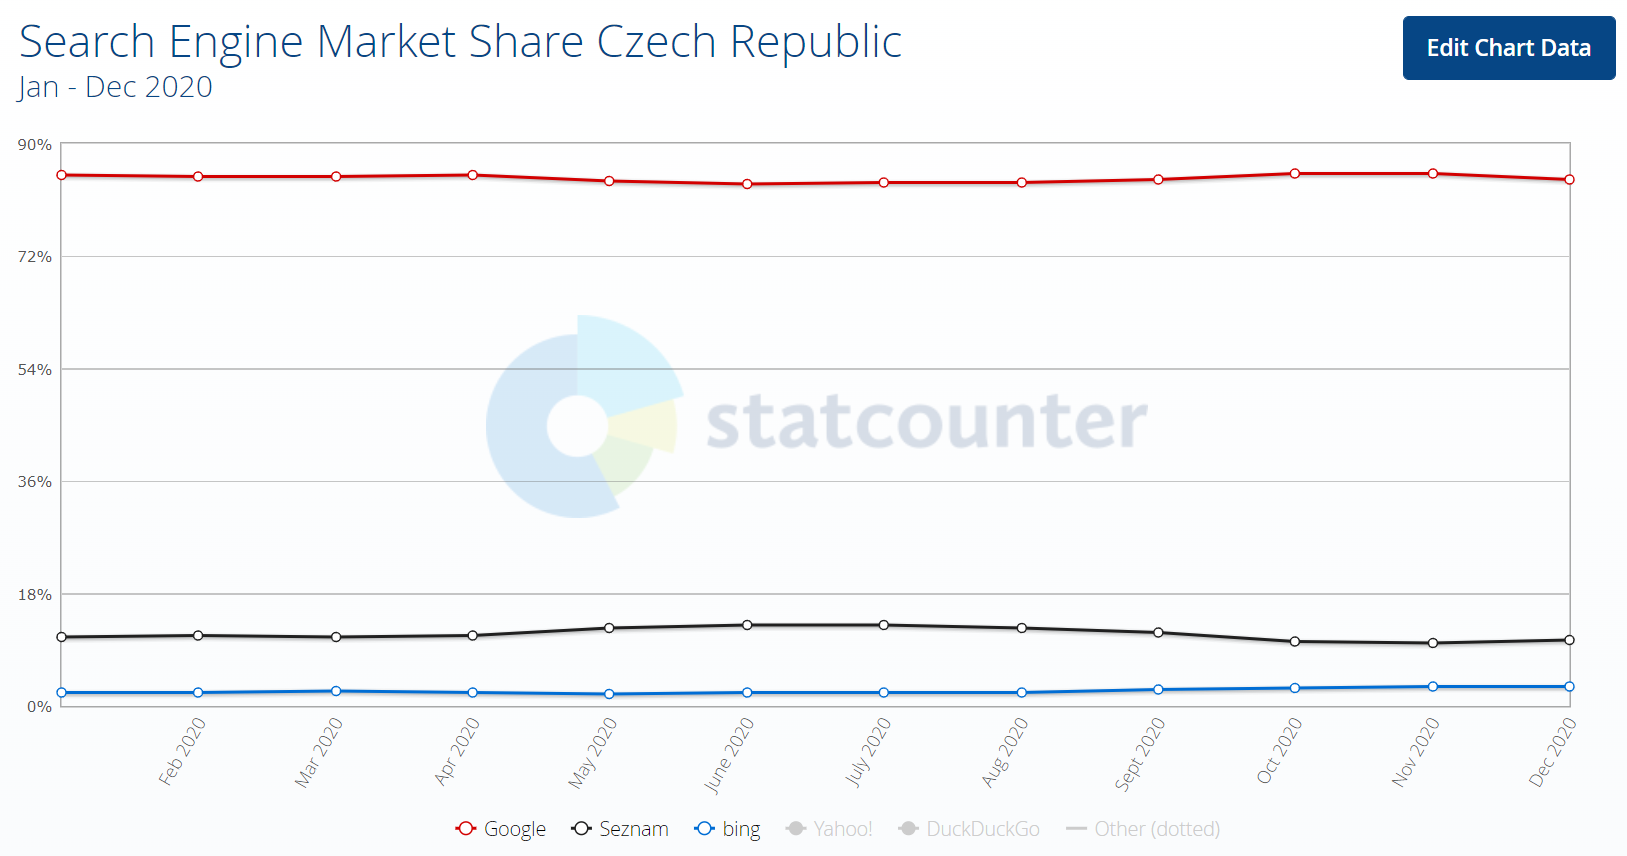 Search Engine Market Share Czech Republic
Jan - Dec 2020
Edit Chart Data
90%
72%
54%
36%
18%
0%
statcounter
Feb 2020
Mar 2020
Apr 2020
May 2020
June 2020
July 2020
Aug 2020
Sept 2020
Oct 2020
Nov 2020
Dec 2020
Google Seznam bing Yahoo! DuckDuckGo Other (dotted)